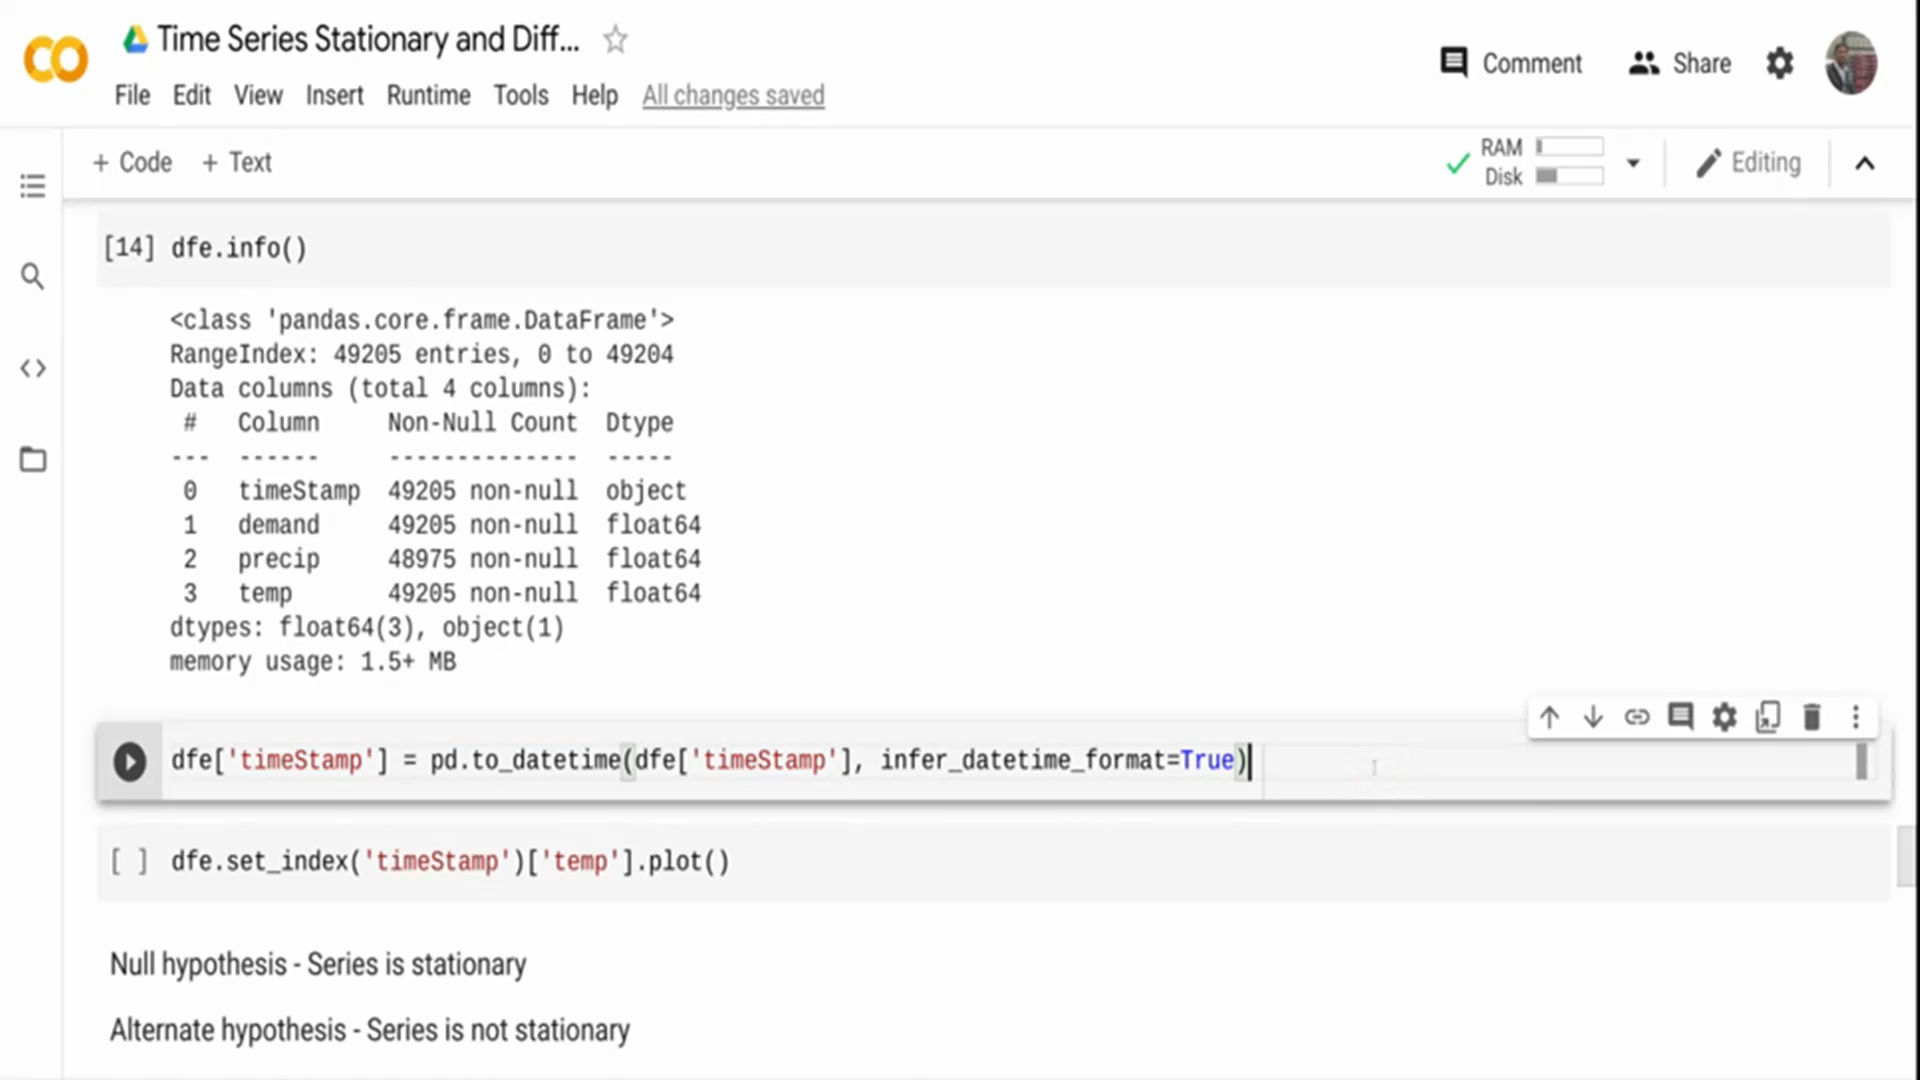 Time Series Stationary and Diff...
Comment
Share
File Edit View Insert Runtime Tools Help All changes saved
+ Code + Text
RAM
Disk
Editing
[14] dfe.info()
<class 'pandas.core.frame.DataFrame'>
RangeIndex: 49205 entries, 0 to 49204
Data columns (total 4 columns):
# Column Non-Null Count Dtype
--- ------ -------------- -----
0 timeStamp 49205 non-null object
1 demand 49205 non-null float64
2 precip 48975 non-null float64
3 temp 49205 non-null float64
dtypes: float64(3), object(1)
memory usage: 1.5+ MB
dfe['timeStamp'] = pd.to_datetime(dfe['timeStamp'], infer_datetime_format=True)
[ ] dfe.set_index('timeStamp')['temp'].plot()
Null hypothesis - Series is stationary
Alternate hypothesis - Series is not stationary